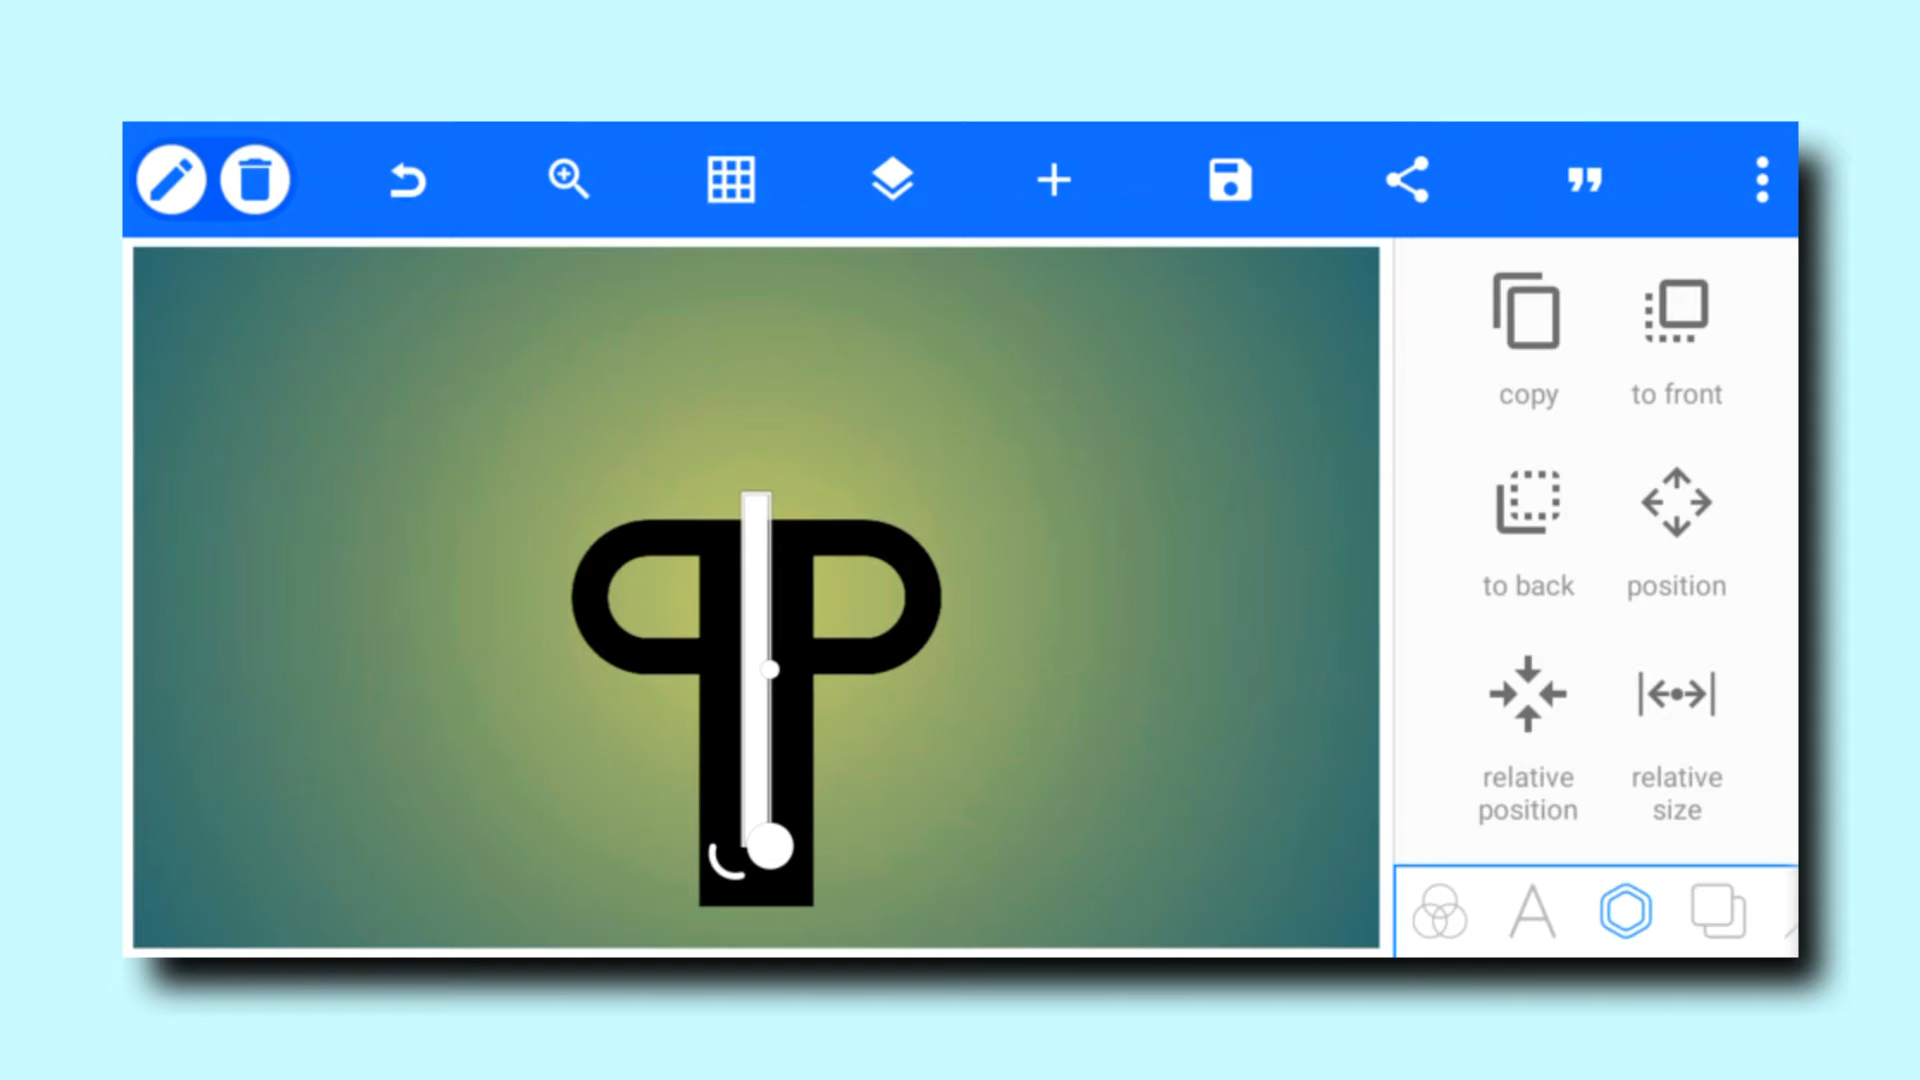 copy
to front
to back
position
relative
position
relative
size